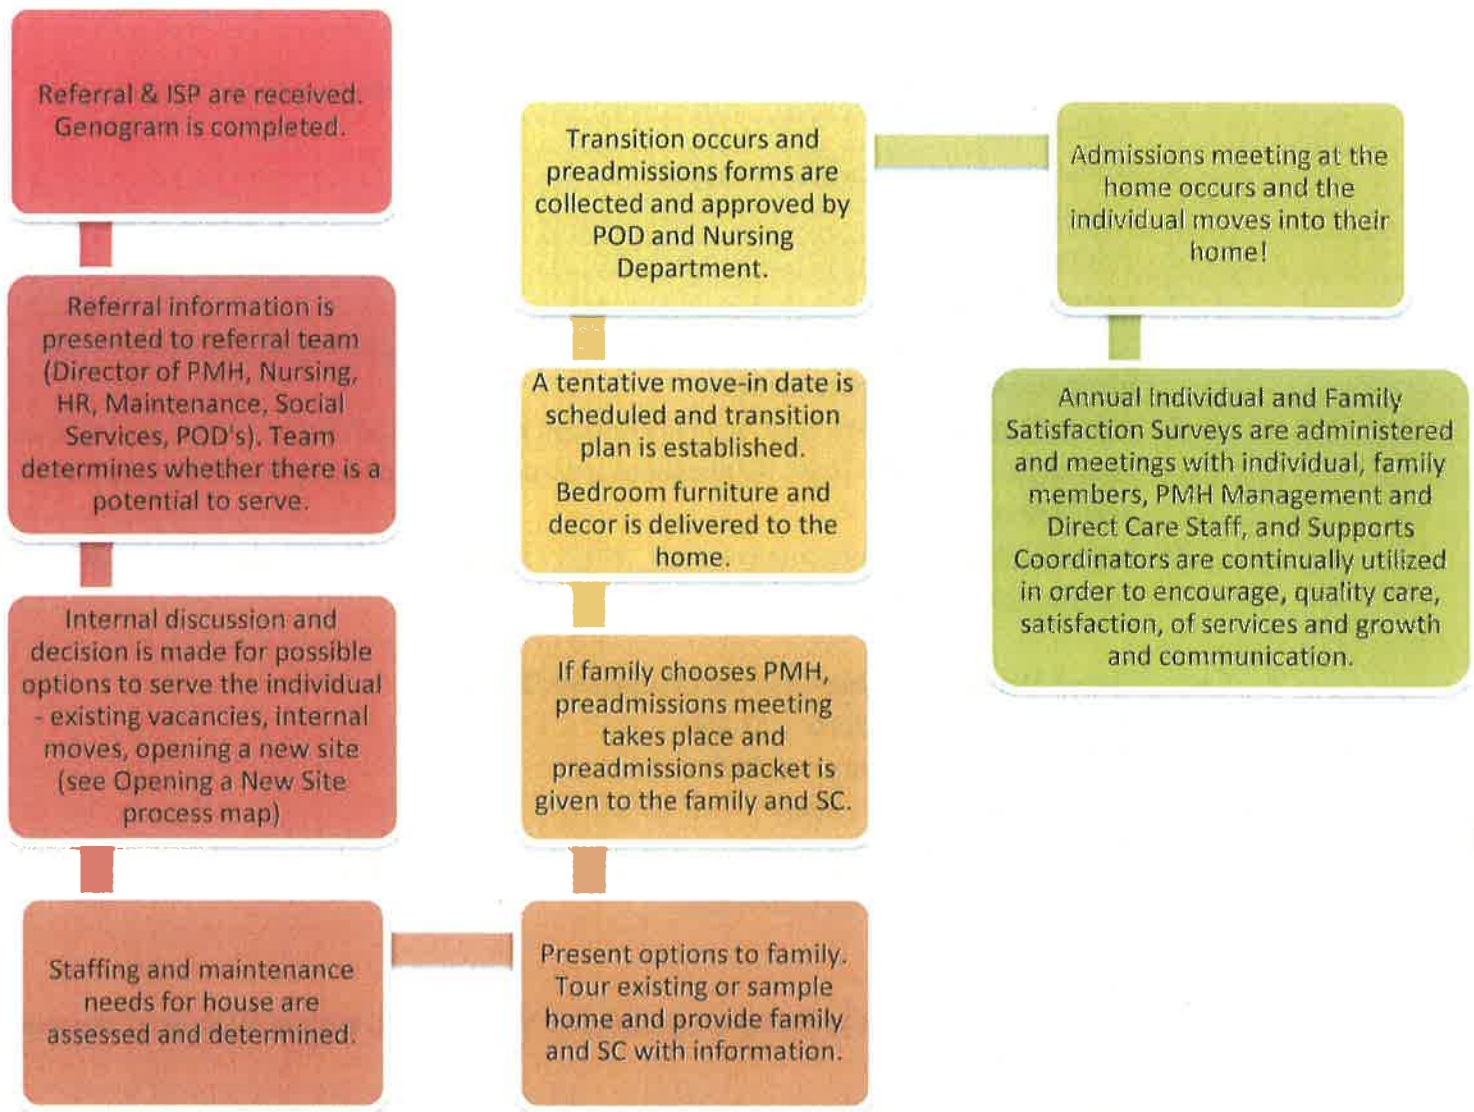 Referral & ISP are received.
Genogram is completed.
Referral information is
presented to referral team
(Director of PMH, Nursing,
HR, Maintenance, Social
Services, POD's). Team
determines whether there is a
potential to serve.
Internal discussion and
decision is made for possible
options to serve the individual
- existing vacancies, internal
moves, opening a new site
(see Opening a New Site
process map)
Staffing and maintenance
needs for house are
assessed and determined.
Present options to family.
Tour existing or sample
home and provide family
and SC with information.
If family chooses PMH,
preadmissions meeting
takes place and
preadmissions packet is
given to the family and SC.
A tentative move-in date is
scheduled and transition
plan is established.
Bedroom furniture and
decor is delivered to the
home.
Transition occurs and
preadmissions forms are
collected and approved by
POD and Nursing
Department.
Admissions meeting at the
home occurs and the
individual moves into their
home!
Annual Individual and Family
Satisfaction Surveys are administered
and meetings with individual, family
members, PMH Management and
Direct Care Staff, and Supports
Coordinators are continually utilized
in order to encourage, quality care,
satisfaction, of services and growth
and communication.